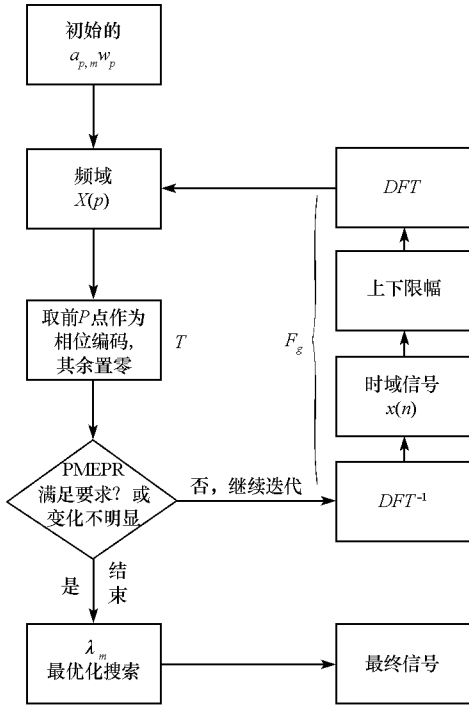 初始的
a_{p,m}w_p
频域
X(p)
取前P点作为
相位编码,
其余置零
T
PMEPR
满足要求？或
变化不明显
否，继续迭代
是
结
束
λ_m
最优化搜索
最终信号
DFT
上下限幅
F_g
时域信号
x(n)
DFT^{-1}